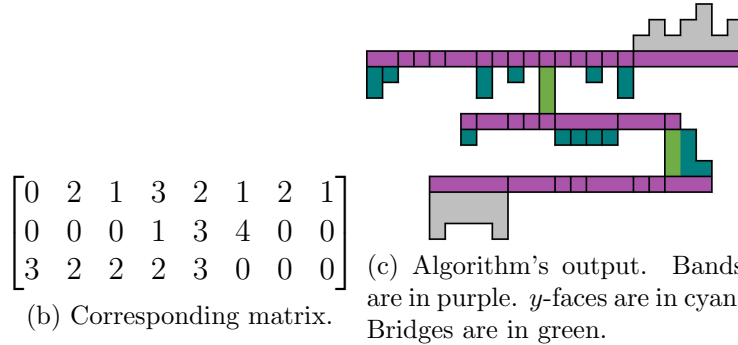 0 2 1 3 2 1 2 1
0 0 0 1 3 4 0 0
3 2 2 2 3 0 0 0
(b) Corresponding matrix.
(c) Algorithm's output. Bands
are in purple. y-faces are in cyan.
Bridges are in green.